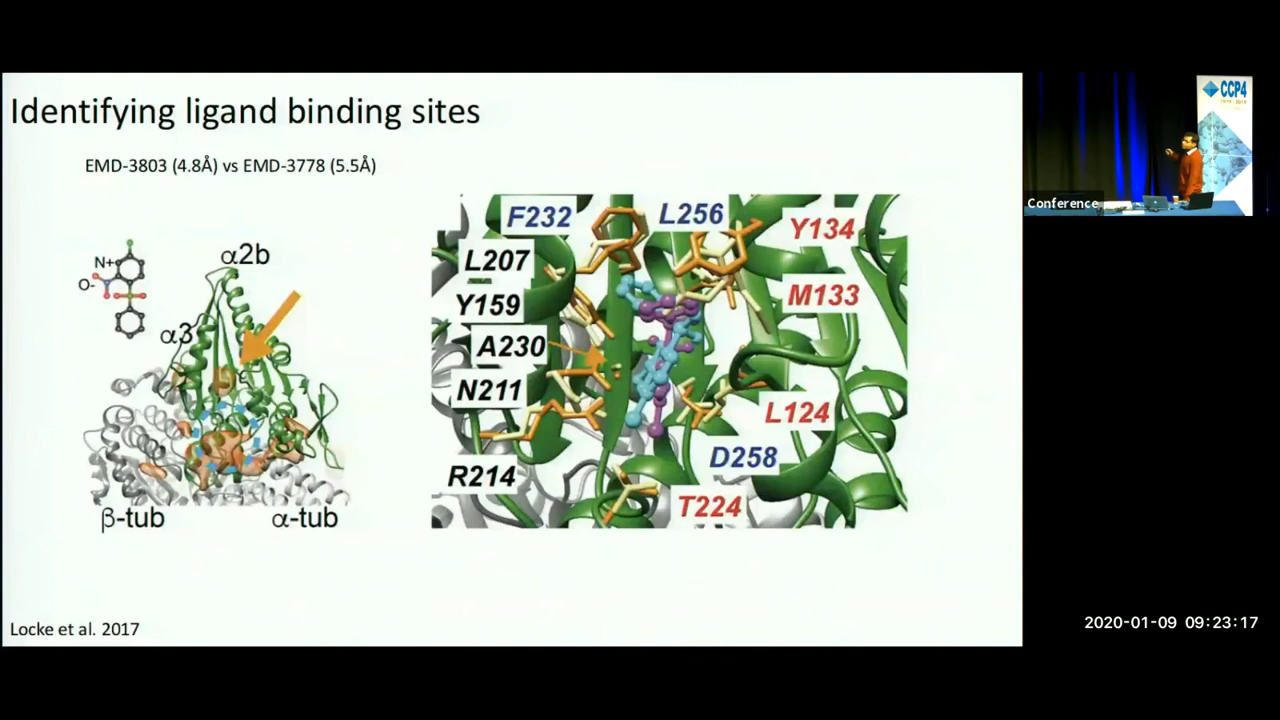 Identifying ligand binding sites
EMD-3803 (4.8Å) vs EMD-3778 (5.5Å)
N+
O-
α2b
α3
β-tub
α-tub
F232
L256
Y134
L207
M133
Y159
A230
N211
L124
D258
R214
T224
Locke et al. 2017
CCP4
Conference
2020-01-09 09:23:17